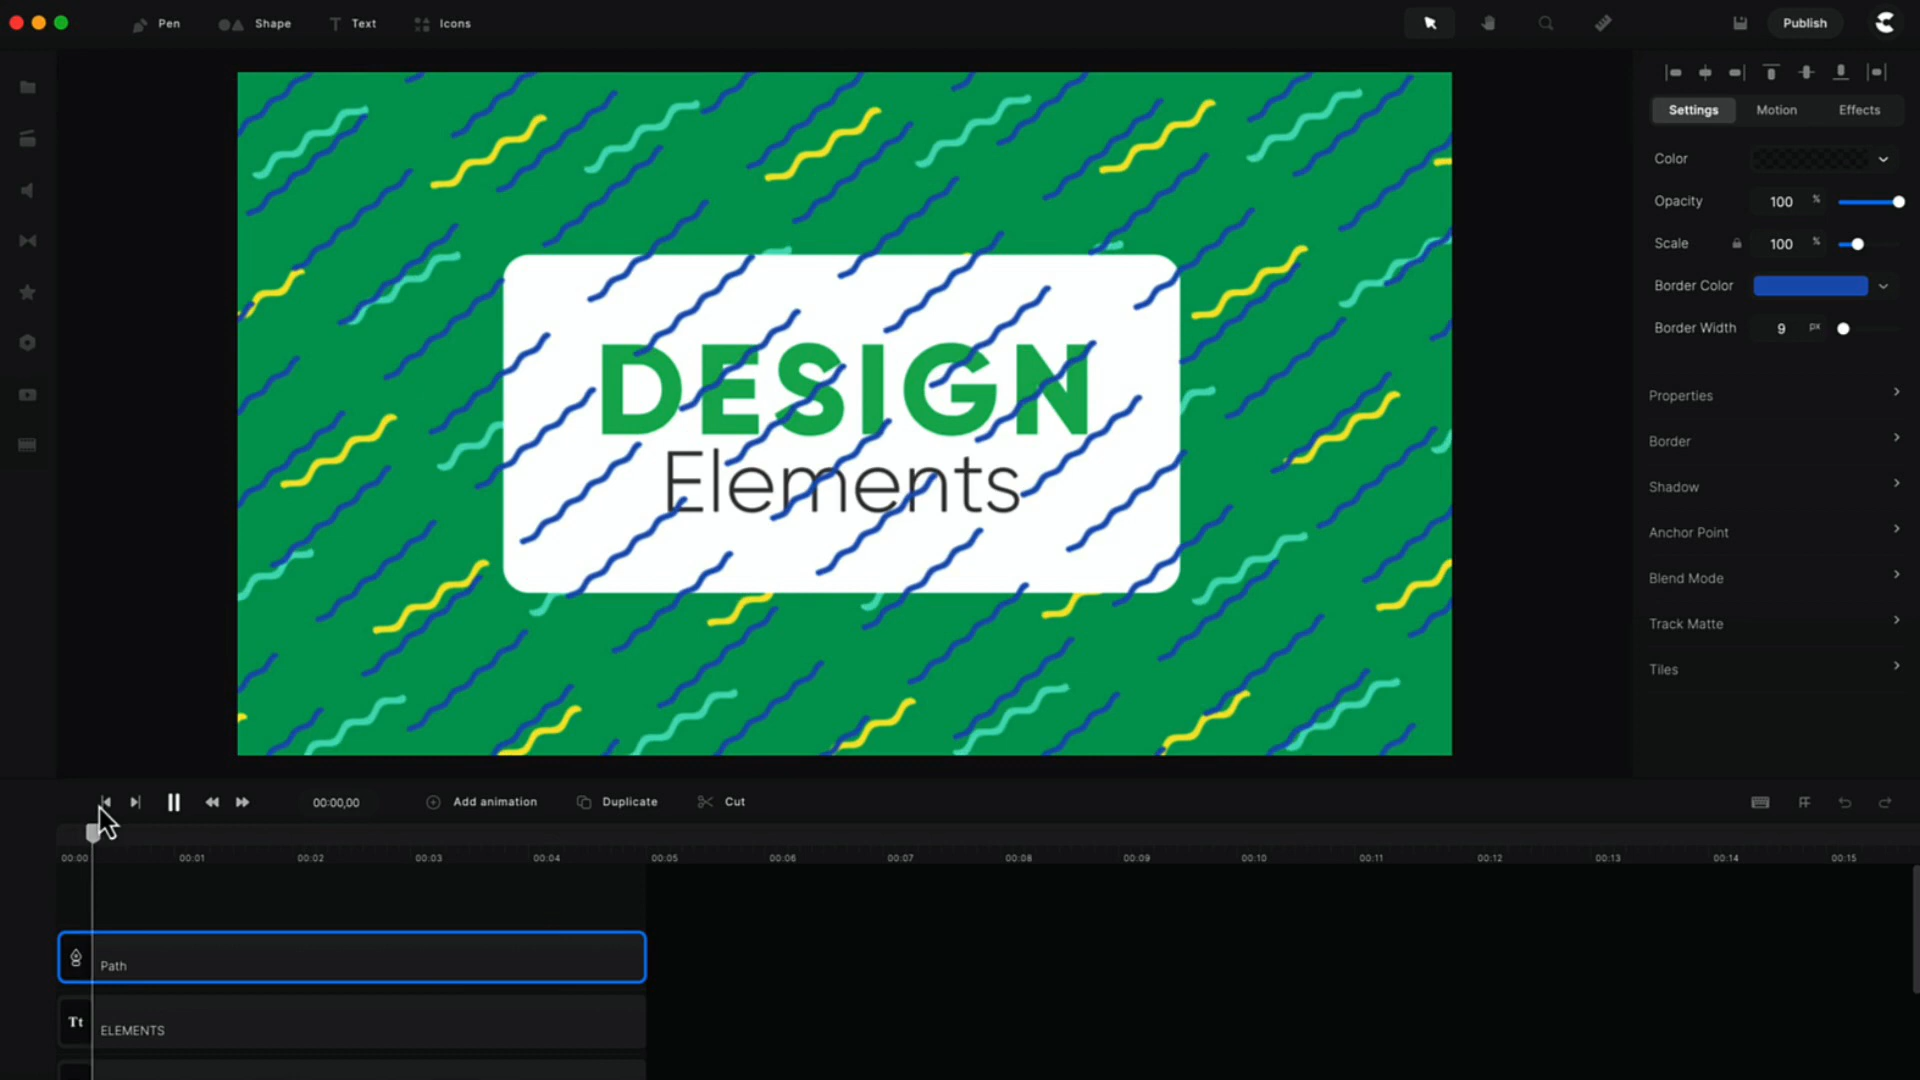 Pen Shape Text Icons Publish
Settings Motion Effects
Color
Opacity 100 %
Scale 100 %
Border Color
Border Width 9 px
Properties
Border
Shadow
Anchor Point
Blend Mode
Track Matte
Tiles
DESIGN
Elements
00:00,00 Add animation Duplicate Cut
00:00 00:01 00:02 00:03 00:04 00:05 00:06 00:07 00:08 00:09 00:10 00:11 00:12 00:13 00:14 00:15
Path
Tt ELEMENTS